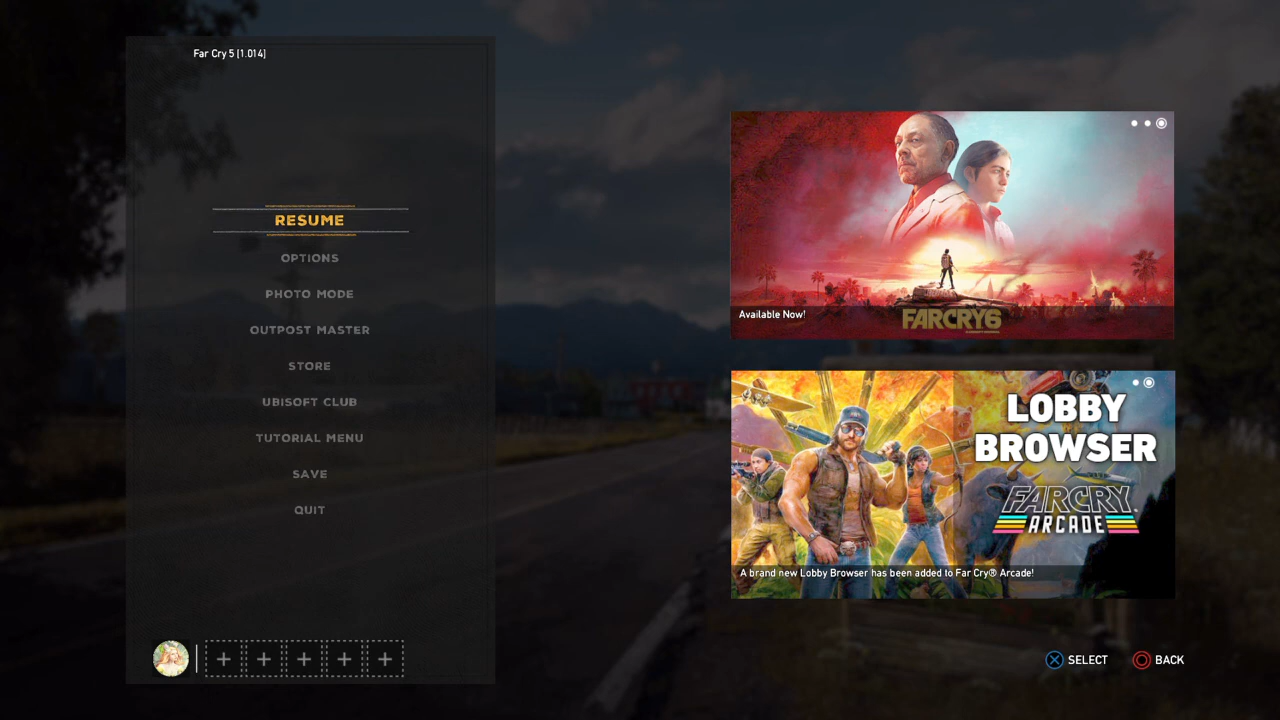 Far Cry 5 [1.014]
RESUME
OPTIONS
PHOTO MODE
OUTPOST MASTER
STORE
UBISOFT CLUB
TUTORIAL MENU
SAVE
QUIT
Available Now!
FARCRY6
LOBBY
BROWSER
FARCRY
ARCADE
A brand new Lobby Browser has been added to Far Cry® Arcade!
SELECT
BACK